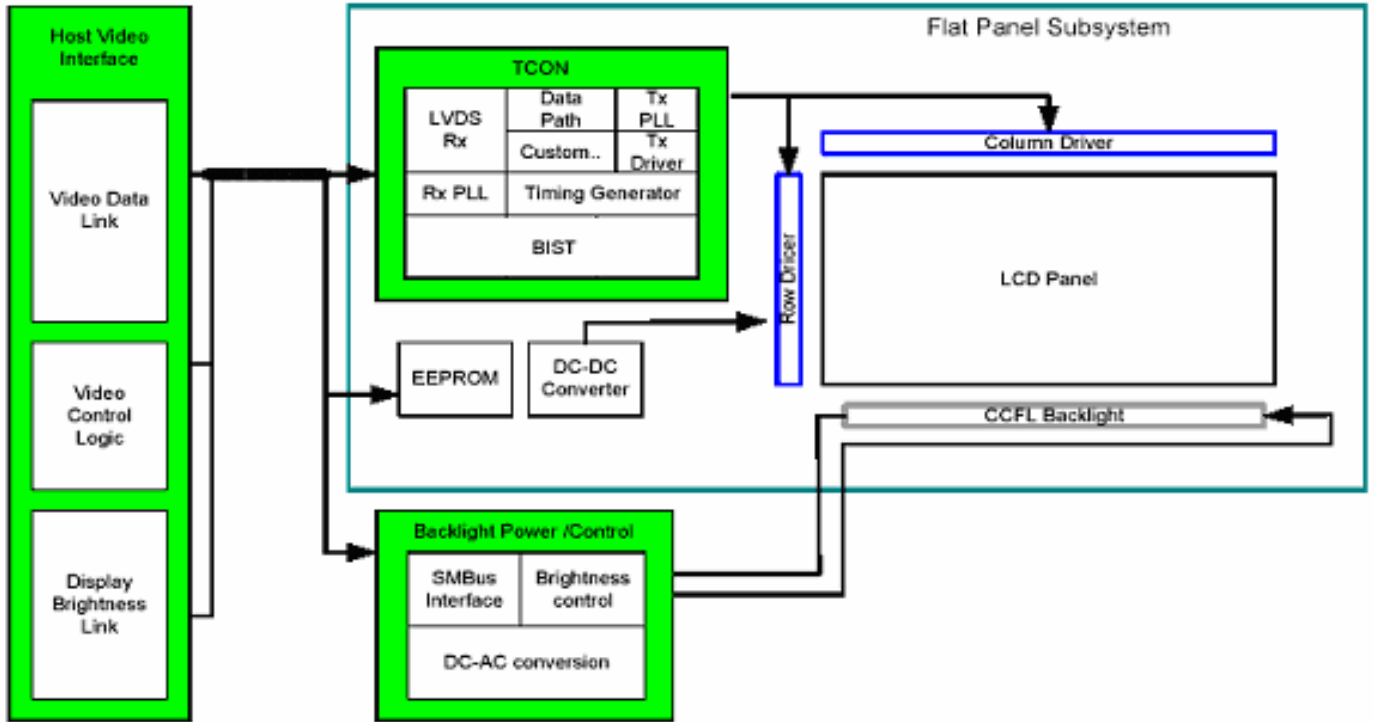 Host Video
Interface
Video Data
Link
Video
Control
Logic
Display
Brightness
Link
Flat Panel Subsystem
TCON
LVDS
Rx
Data
Path
Tx
PLL
Custom..
Tx
Driver
Rx PLL
Timing Generator
BIST
EEPROM
DC-DC
Converter
Row Dricer
Column Driver
LCD Panel
CCFL Backlight
Backlight Power /Control
SMBus
Interface
Brightness
control
DC-AC conversion